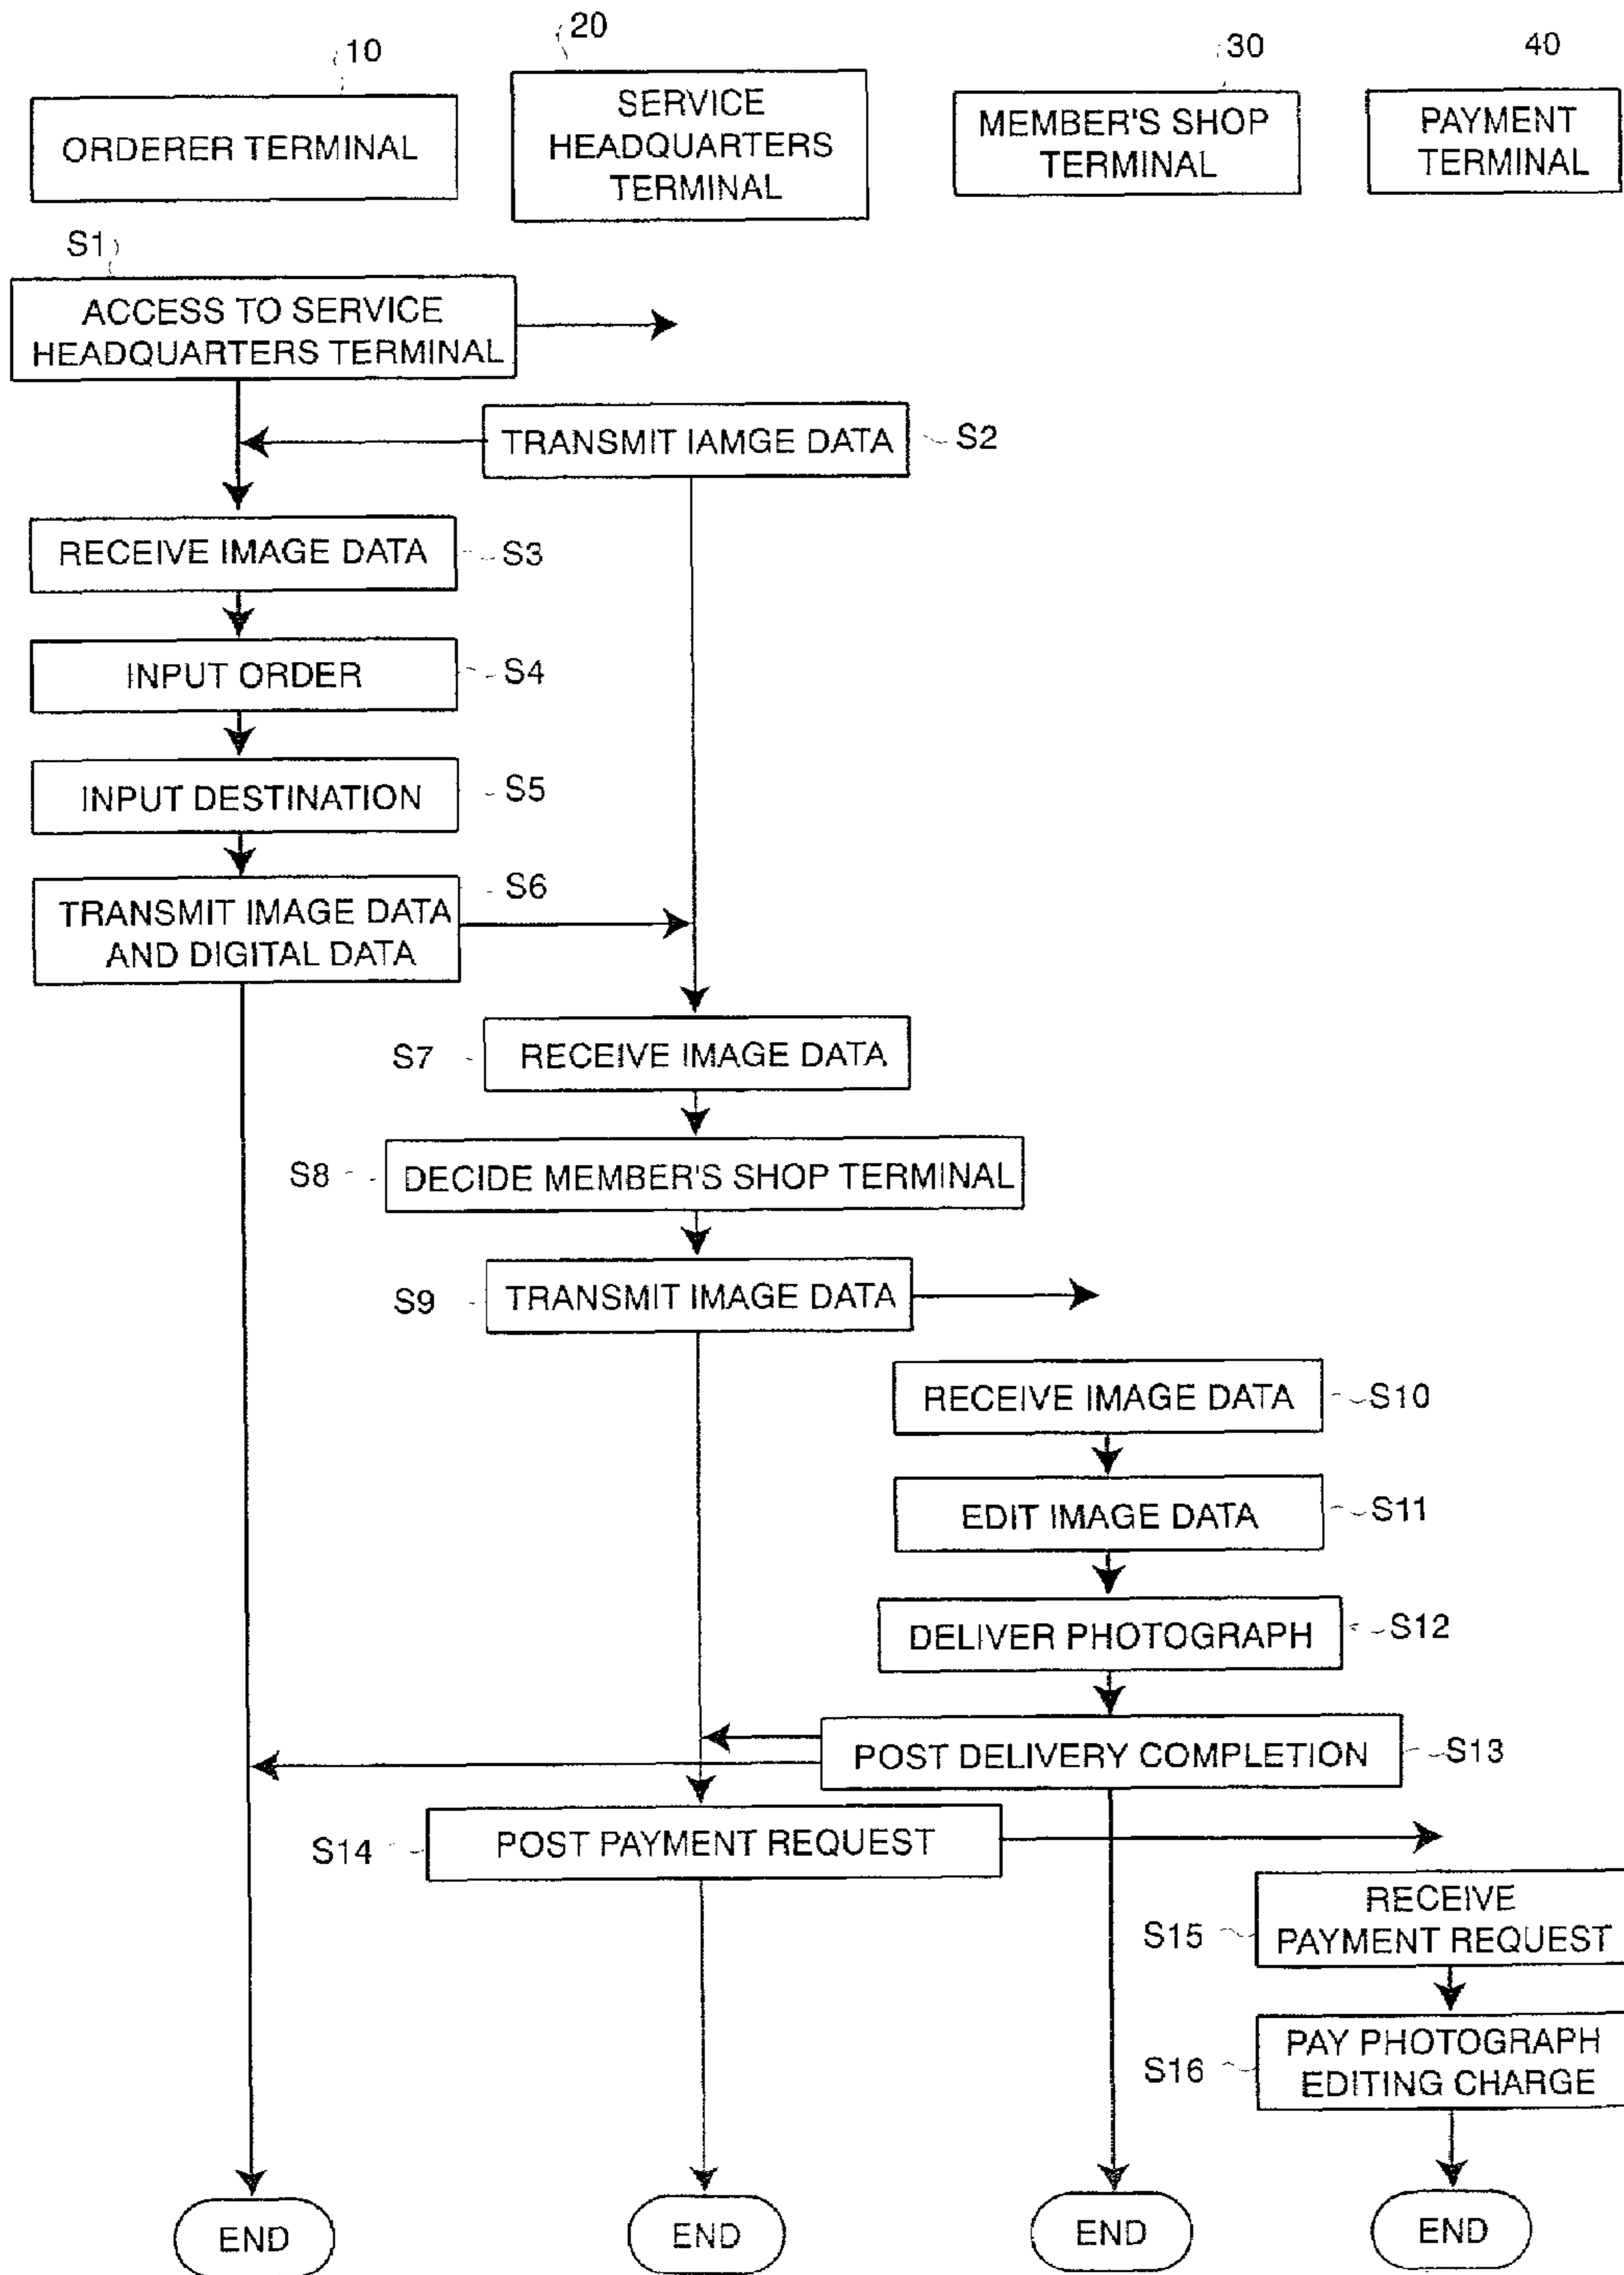 10
20
30
40
ORDERER TERMINAL
SERVICE
HEADQUARTERS
TERMINAL
MEMBER'S SHOP
TERMINAL
PAYMENT
TERMINAL
S1
ACCESS TO SERVICE
HEADQUARTERS TERMINAL
TRANSMIT IAMGE DATA
S2
RECEIVE IMAGE DATA
S3
INPUT ORDER
S4
INPUT DESTINATION
S5
TRANSMIT IMAGE DATA
AND DIGITAL DATA
S6
S7
RECEIVE IMAGE DATA
S8
DECIDE MEMBER'S SHOP TERMINAL
S9
TRANSMIT IMAGE DATA
RECEIVE IMAGE DATA
S10
EDIT IMAGE DATA
S11
DELIVER PHOTOGRAPH
S12
POST DELIVERY COMPLETION
S13
S14
POST PAYMENT REQUEST
S15
RECEIVE
PAYMENT REQUEST
S16
PAY PHOTOGRAPH
EDITING CHARGE
END
END
END
END